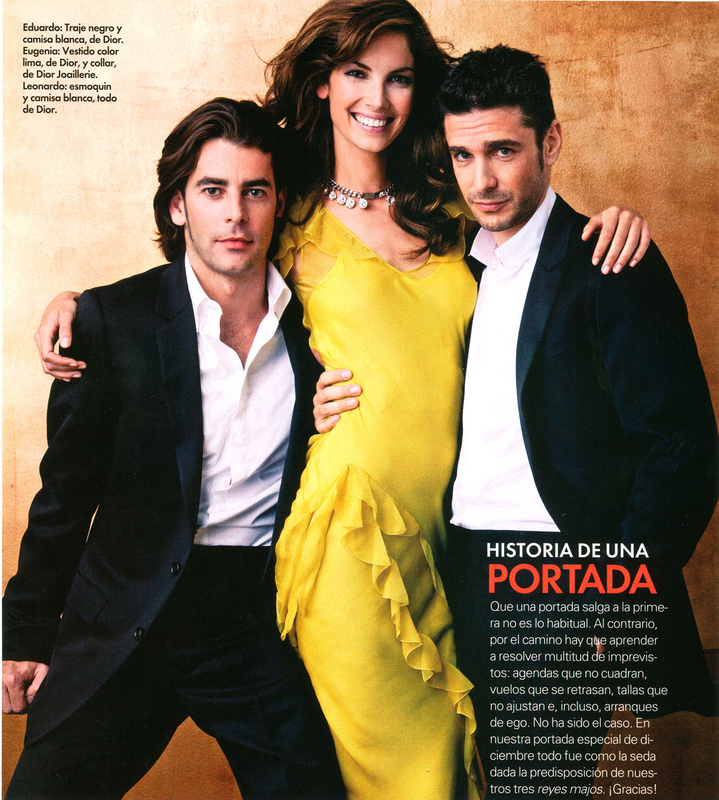 Eduardo: Traje negro y
camisa blanca, de Dior.
Eugenia: Vestido color
lima, de Dior, y collar,
de Dior Joaillerie.
Leonardo: esmoquin
y camisa blanca, todo
de Dior.
HISTORIA DE UNA
PORTADA
Que una portada salga a la prime-
ra no es lo habitual. Al contrario,
por el camino hay que aprender
a resolver multitud de imprevis-
tos: agendas que no cuadran,
vuelos que se retrasan, tallas que
no ajustan e, incluso, arranques
de ego. No ha sido el caso. En
nuestra portada especial de di-
ciembre todo fue como la seda
dada la predisposición de nues-
tros tres reyes majos. ¡Gracias!